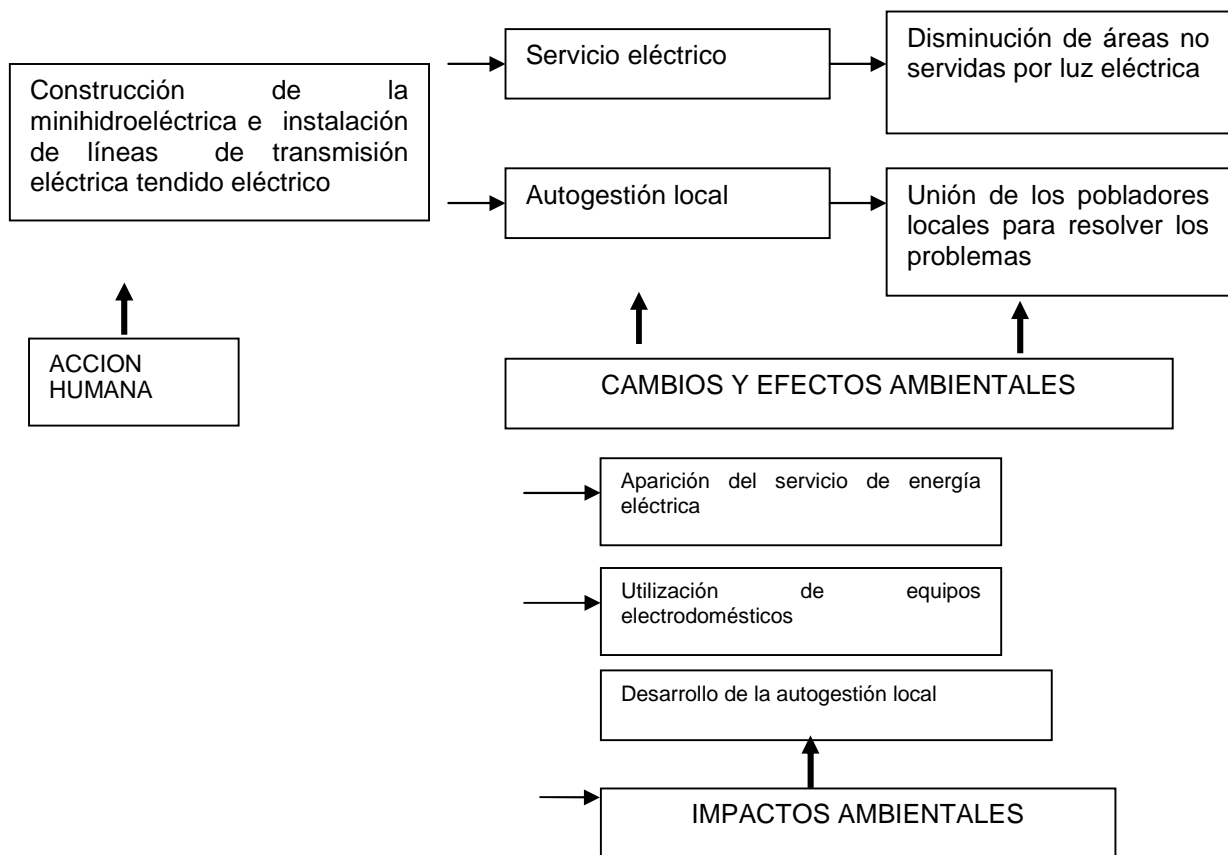 Construcción de la
minihidroeléctrica e instalación
de líneas de transmisión
eléctrica tendido eléctrico
Servicio eléctrico
Disminución de áreas no
servidas por luz eléctrica
Autogestión local
Unión de los pobladores
locales para resolver los
problemas
ACCION
HUMANA
CAMBIOS Y EFECTOS AMBIENTALES
Aparición del servicio de energía
eléctrica
Utilización de equipos
electrodomésticos
Desarrollo de la autogestión local
IMPACTOS AMBIENTALES